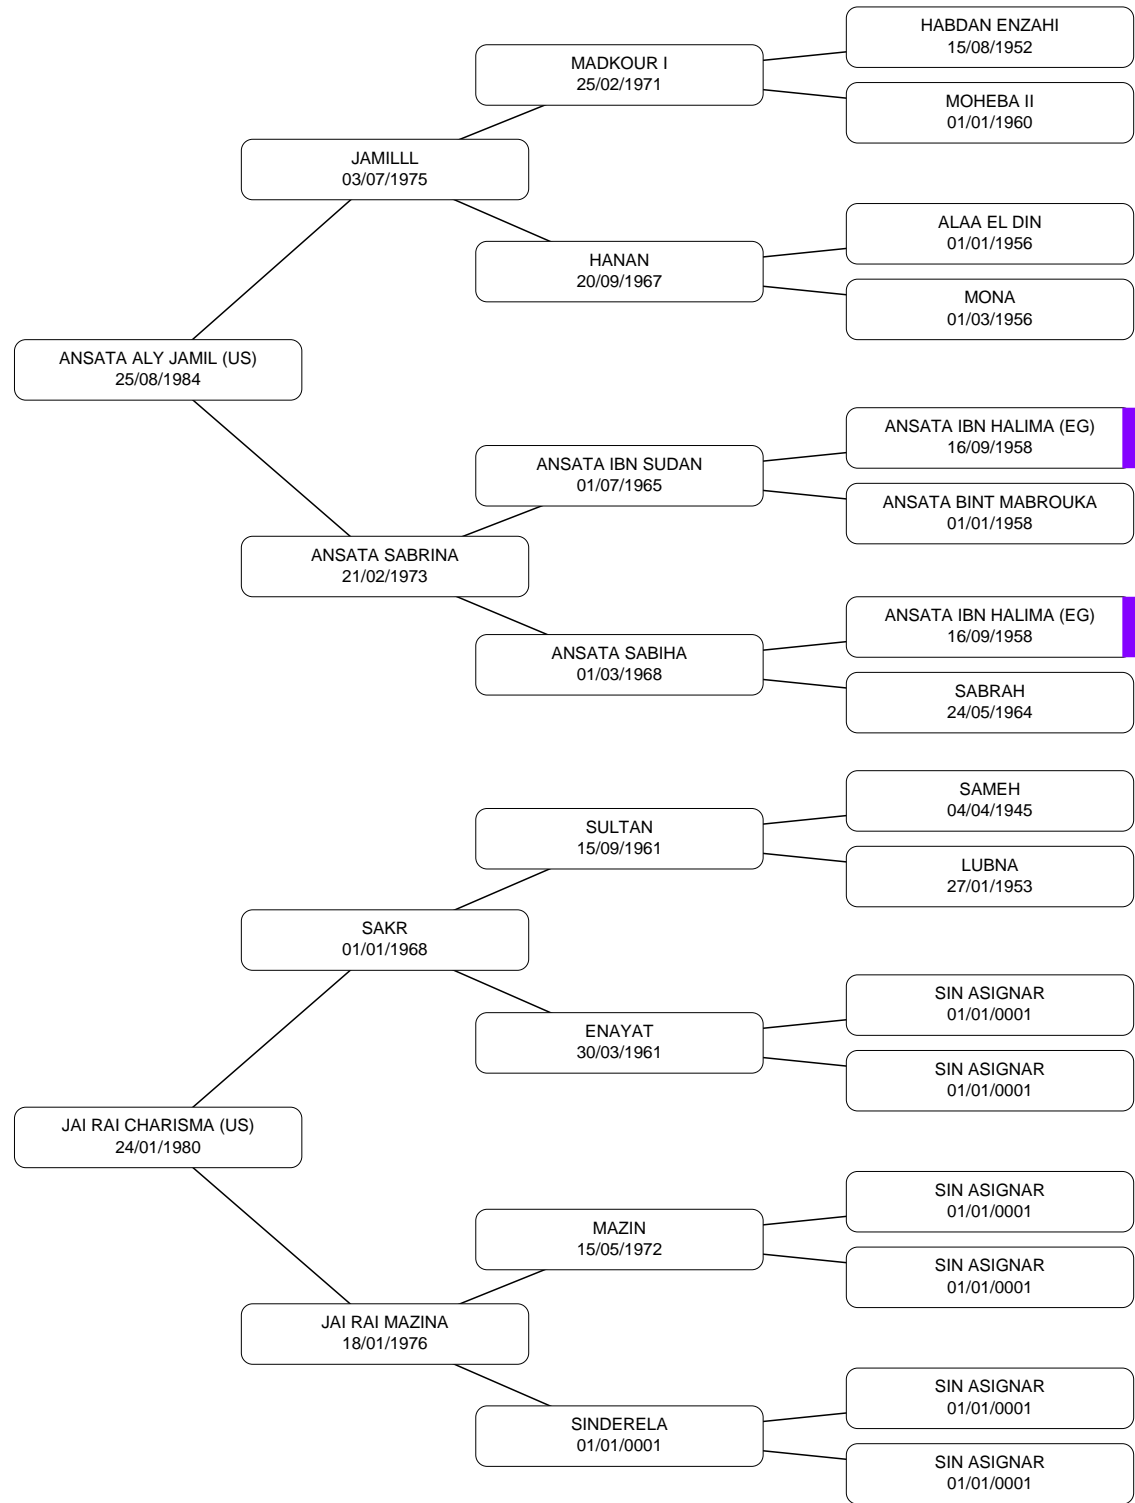 HABDAN ENZAHI
15/08/1952
MADKOUR I
25/02/1971
MOHEBA II
01/01/1960
JAMILLL
03/07/1975
ALAA EL DIN
01/01/1956
HANAN
20/09/1967
MONA
01/03/1956
ANSATA ALY JAMIL (US)
25/08/1984
ANSATA IBN HALIMA (EG)
16/09/1958
ANSATA IBN SUDAN
01/07/1965
ANSATA BINT MABROUKA
01/01/1958
ANSATA SABRINA
21/02/1973
ANSATA IBN HALIMA (EG)
16/09/1958
ANSATA SABIHA
01/03/1968
SABRAH
24/05/1964
SAMEH
04/04/1945
SULTAN
15/09/1961
LUBNA
27/01/1953
SAKR
01/01/1968
SIN ASIGNAR
01/01/0001
ENAYAT
30/03/1961
SIN ASIGNAR
01/01/0001
JAI RAI CHARISMA (US)
24/01/1980
SIN ASIGNAR
01/01/0001
MAZIN
15/05/1972
SIN ASIGNAR
01/01/0001
JAI RAI MAZINA
18/01/1976
SIN ASIGNAR
01/01/0001
SINDERELA
01/01/0001
SIN ASIGNAR
01/01/0001